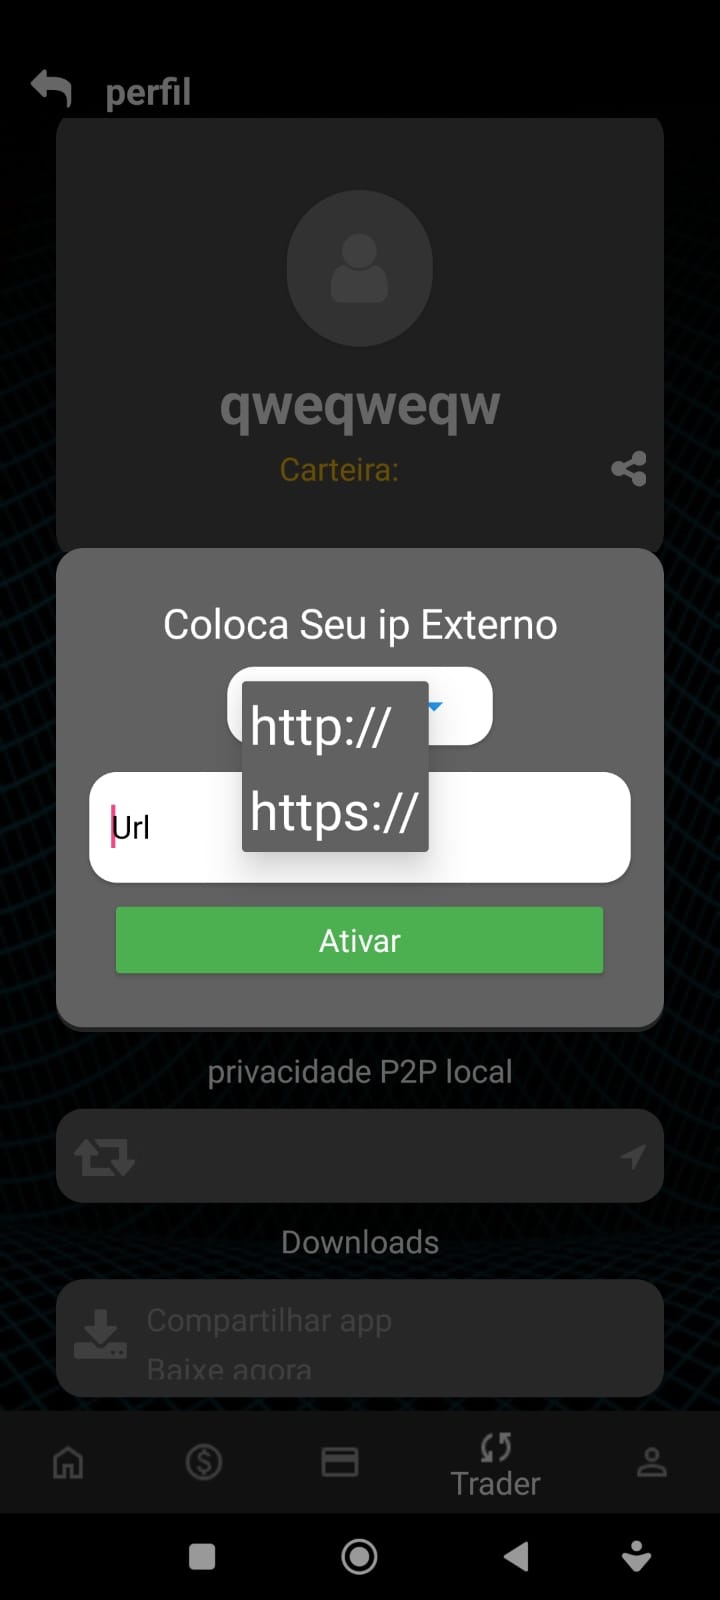 perfil
qweqweqw
Carteira:
Coloca Seu ip Externo
http://
https://
Url
Ativar
privacidade P2P local
Downloads
Compartilhar app
Baixe agora
Trader